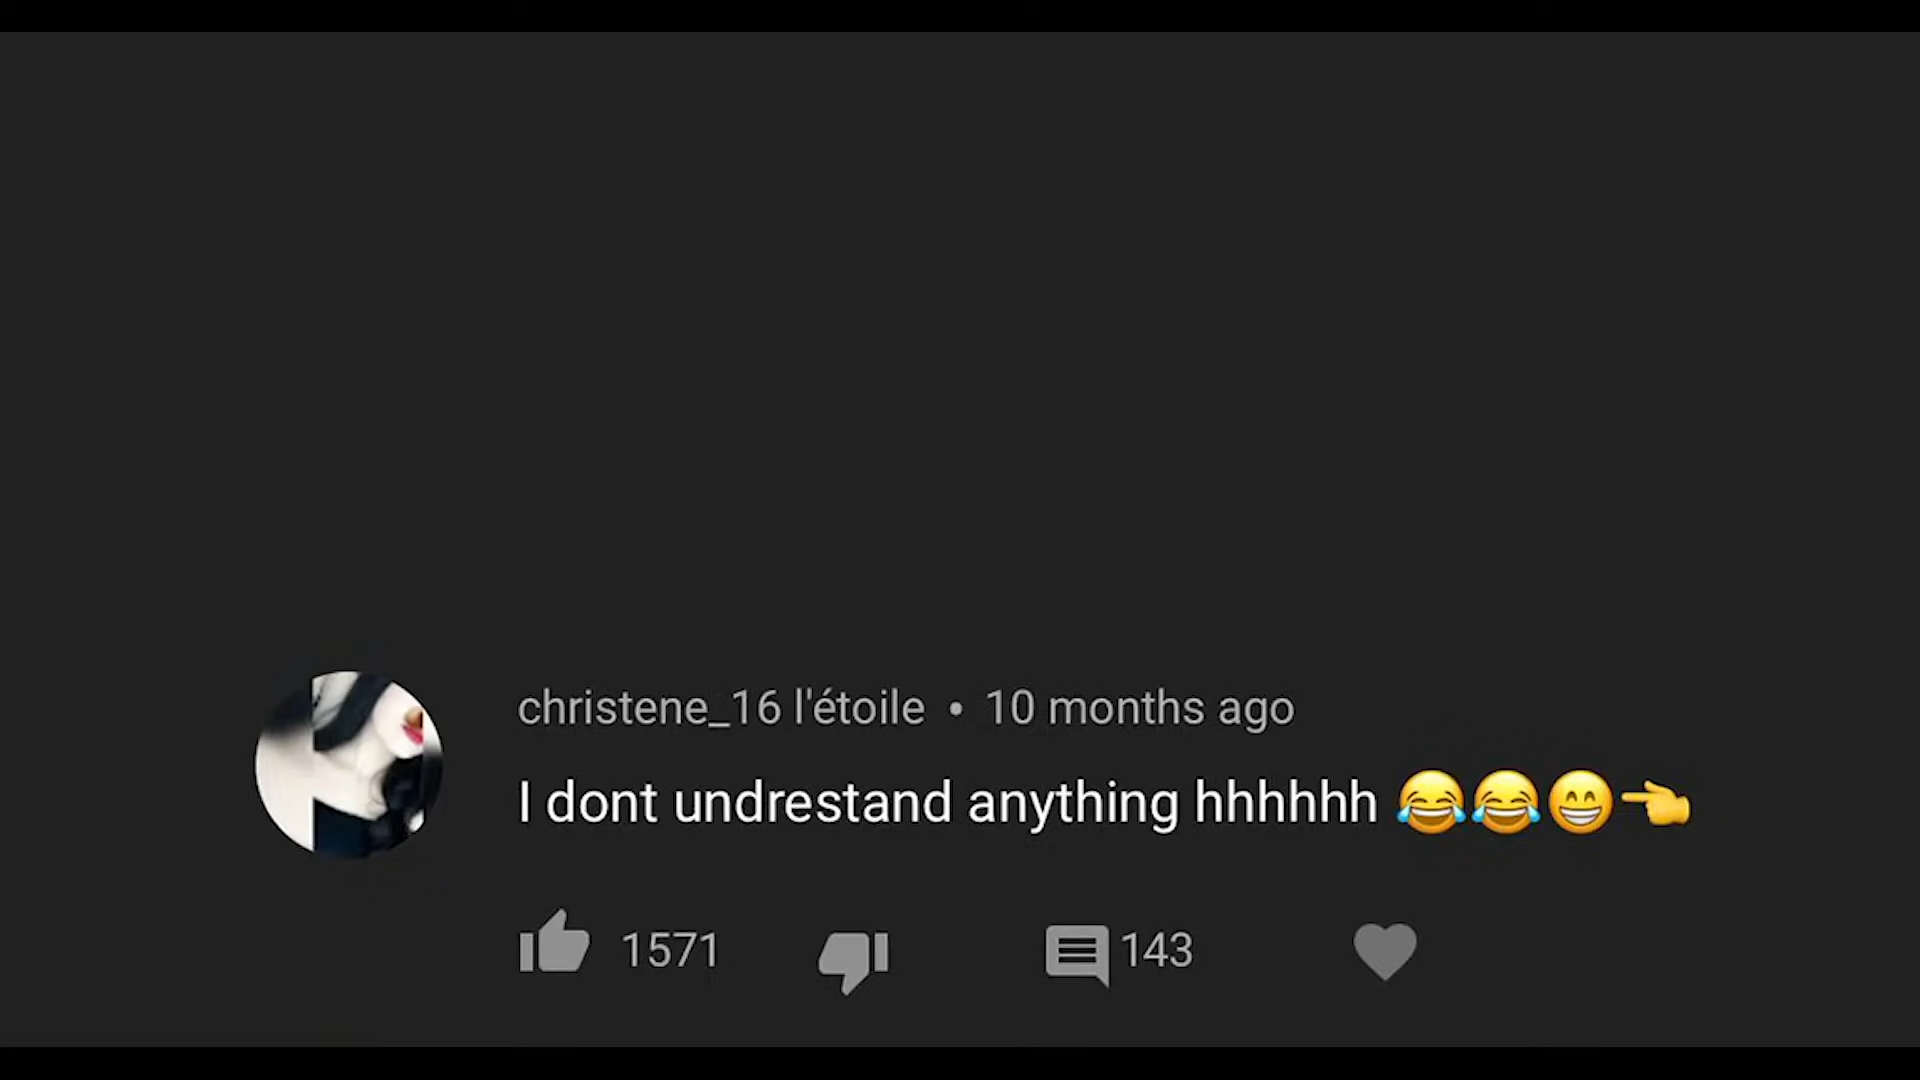 christene_16 l'étoile • 10 months ago
I dont undrestand anything hhhhhh 😂😂😁👈
1571 143